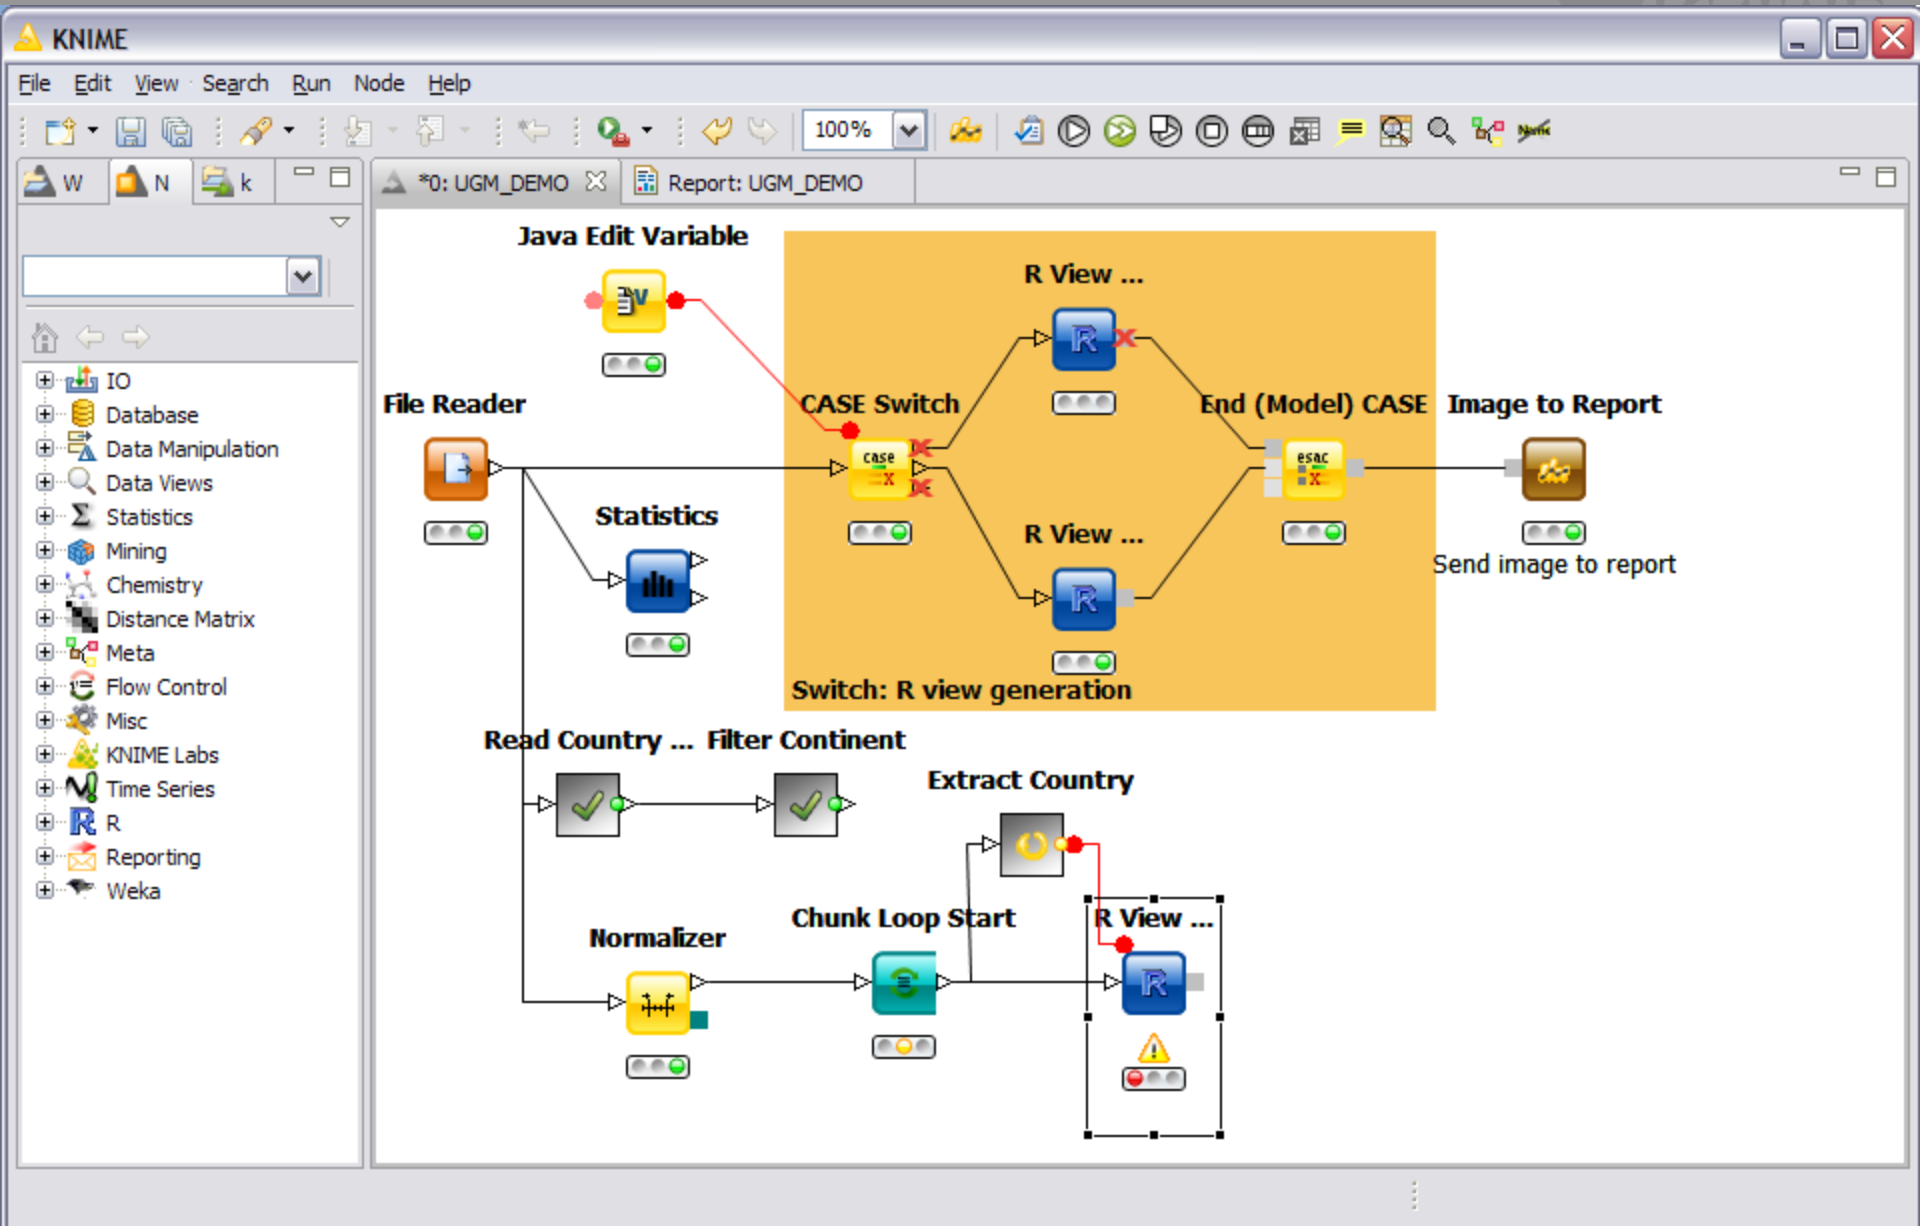 KNIME
File Edit View Search Run Node Help
100%
W N k
*0: UGM_DEMO Report: UGM_DEMO
IO
Database
Data Manipulation
Data Views
Statistics
Mining
Chemistry
Distance Matrix
Meta
Flow Control
Misc
KNIME Labs
Time Series
R
Reporting
Weka
Java Edit Variable
V
R View ...
R
File Reader
CASE Switch
case
x
End (Model) CASE
esac
x
Image to Report
Send image to report
Statistics
R View ...
R
Switch: R view generation
Read Country ... Filter Continent
Extract Country
Normalizer
Chunk Loop Start
R View ...
R